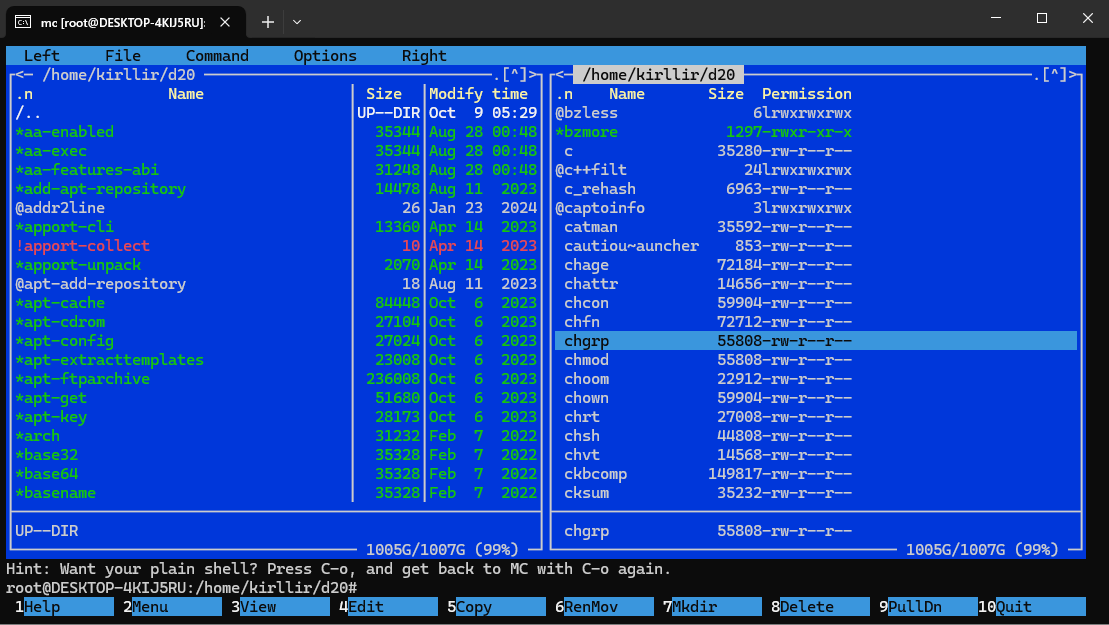 mc [root@DESKTOP-4KIJ5RU]:
Left File Command Options Right
<─ /home/kirllir/d20 .[^]>
.n Name Size Modify time
/.. UP--DIR Oct 9 05:29
*aa-enabled 35344 Aug 28 00:48
*aa-exec 35344 Aug 28 00:48
*aa-features-abi 31248 Aug 28 00:48
*add-apt-repository 14478 Aug 11 2023
@addr2line 26 Jan 23 2024
*apport-cli 13360 Apr 14 2023
!apport-collect 10 Apr 14 2023
*apport-unpack 2070 Apr 14 2023
@apt-add-repository 18 Aug 11 2023
*apt-cache 84448 Oct 6 2023
*apt-cdrom 27104 Oct 6 2023
*apt-config 27024 Oct 6 2023
*apt-extracttemplates 23008 Oct 6 2023
*apt-ftparchive 236008 Oct 6 2023
*apt-get 51680 Oct 6 2023
*apt-key 28173 Oct 6 2023
*arch 31232 Feb 7 2022
*base32 35328 Feb 7 2022
*base64 35328 Feb 7 2022
*basename 35328 Feb 7 2022
UP--DIR
1005G/1007G (99%)
<─ /home/kirllir/d20 .[^]>
.n Name Size Permission
@bzless 6lrwxrwxrwx
*bzmore 1297-rwxr-xr-x
c 35280-rw-r--r--
@c++filt 24lrwxrwxrwx
c_rehash 6963-rw-r--r--
@captoinfo 3lrwxrwxrwx
catman 35592-rw-r--r--
cautiou~auncher 853-rw-r--r--
chage 72184-rw-r--r--
chattr 14656-rw-r--r--
chcon 59904-rw-r--r--
chfn 72712-rw-r--r--
chgrp 55808-rw-r--r--
chmod 55808-rw-r--r--
choom 22912-rw-r--r--
chown 59904-rw-r--r--
chrt 27008-rw-r--r--
chsh 44808-rw-r--r--
chvt 14568-rw-r--r--
ckbcomp 149817-rw-r--r--
cksum 35232-rw-r--r--
chgrp 55808-rw-r--r--
1005G/1007G (99%)
Hint: Want your plain shell? Press C-o, and get back to MC with C-o again.
root@DESKTOP-4KIJ5RU:/home/kirllir/d20#
1Help 2Menu 3View 4Edit 5Copy 6RenMov 7Mkdir 8Delete 9PullDn 10Quit